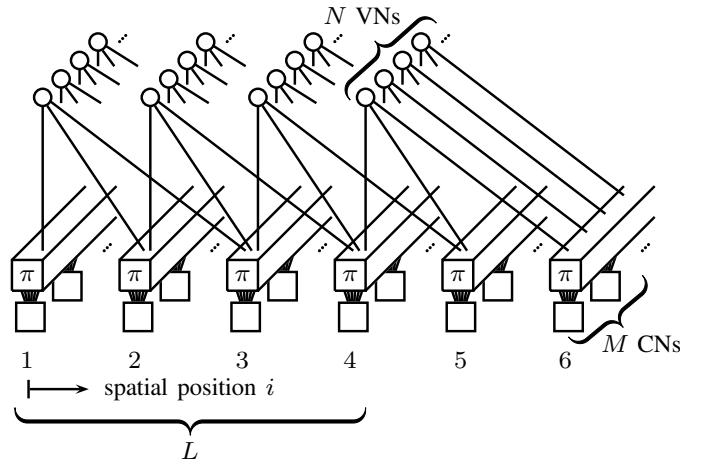 N VNs
π π π π π π
M CNs
1 2 3 4 5 6
spatial position i
L